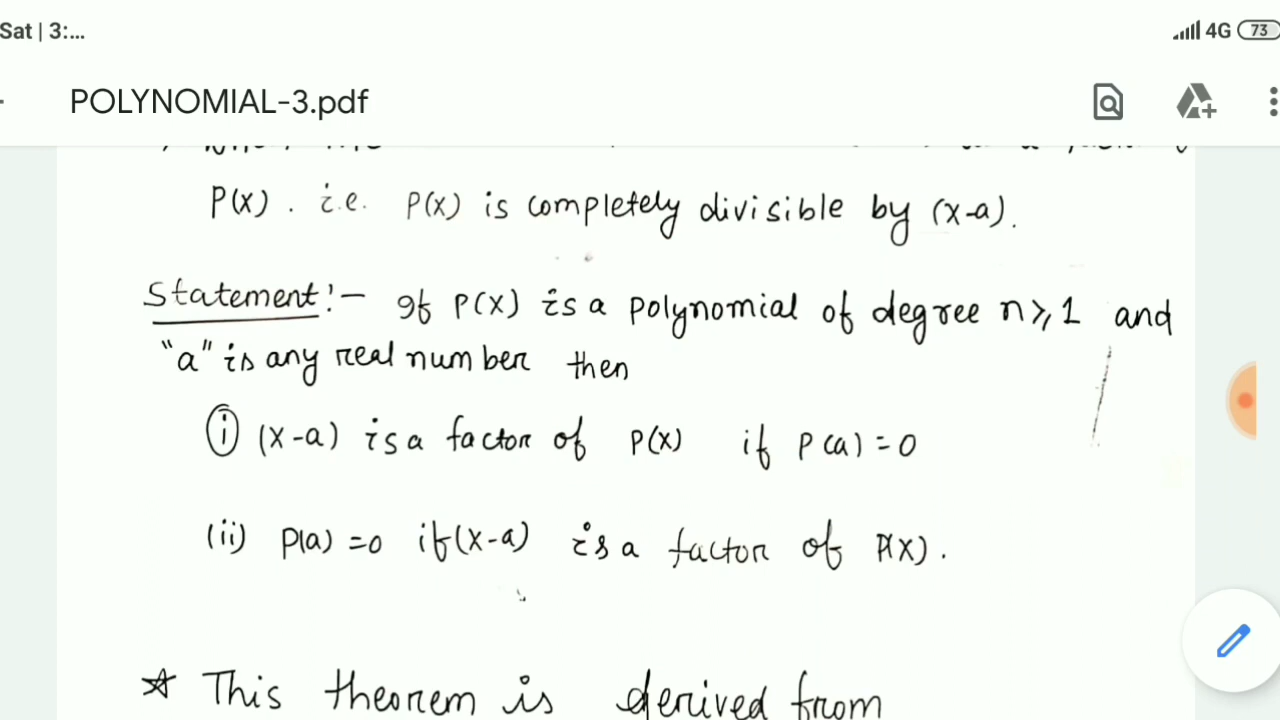 Sat | 3:...
4G 73
POLYNOMIAL-3.pdf
P(x). i.e. P(x) is completely divisible by (x-a).
Statement:- If P(x) is a polynomial of degree n⩾1 and
"a" is any real number then
(i) (x-a) is a factor of P(x) if P(a)=0
(ii) P(a)=0 if (x-a) is a factor of P(x).
☆ This theorem is derived from